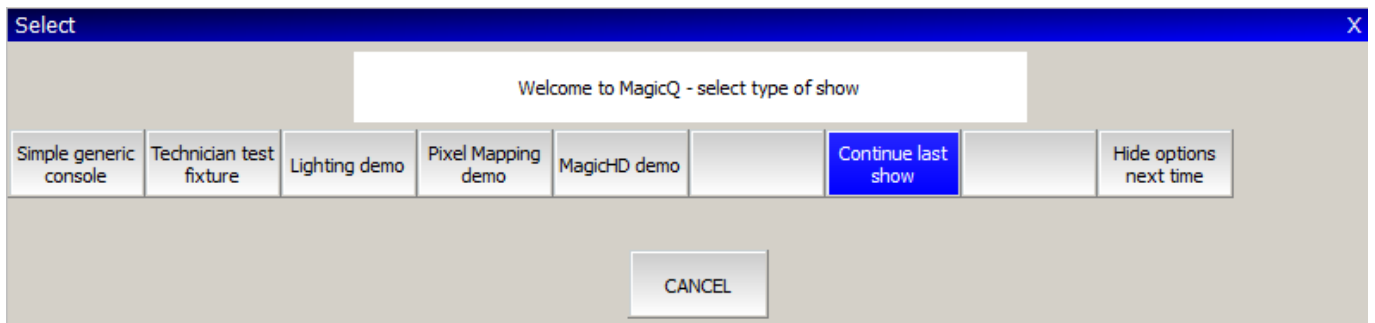 Select X
Welcome to MagicQ - select type of show
Simple generic
console
Technician test
fixture
Lighting demo
Pixel Mapping
demo
MagicHD demo
Continue last
show
Hide options
next time
CANCEL